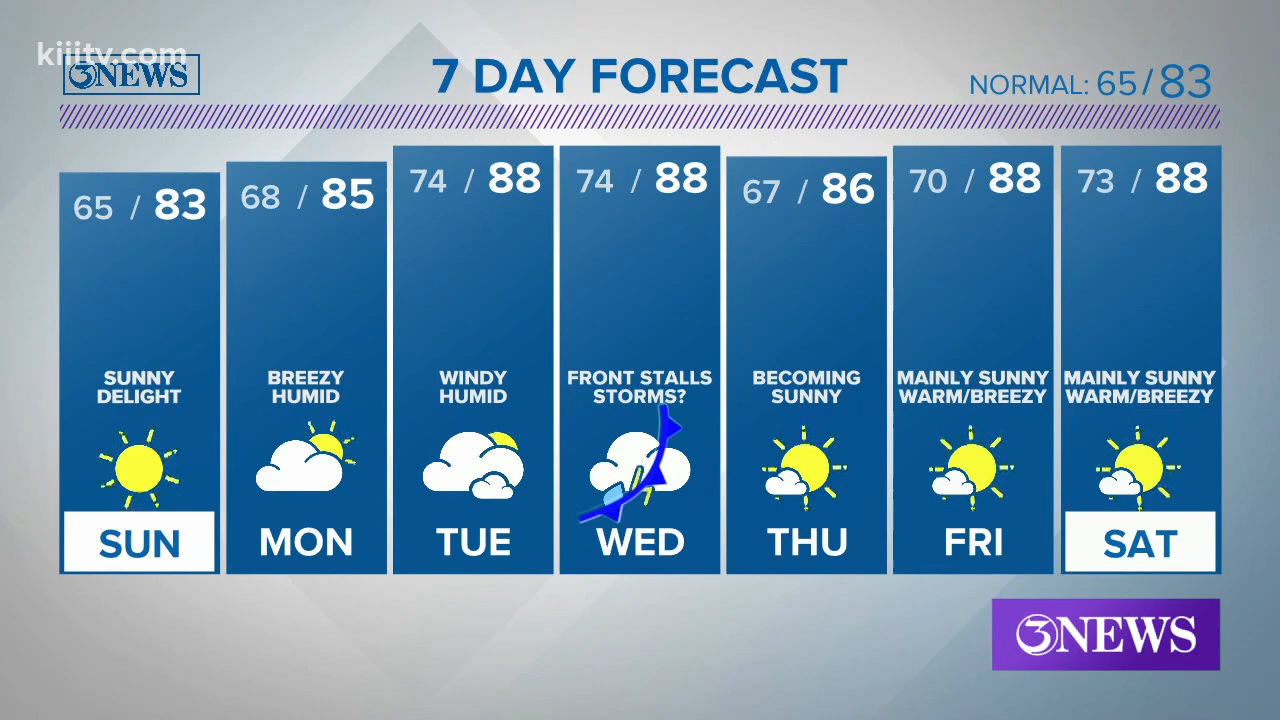 kiiitv.com
3NEWS
7 DAY FORECAST
NORMAL: 65/83
65 / 83
SUNNY
DELIGHT
SUN
68 / 85
BREEZY
HUMID
MON
74 / 88
WINDY
HUMID
TUE
74 / 88
FRONT STALLS
STORMS?
WED
67 / 86
BECOMING
SUNNY
THU
70 / 88
MAINLY SUNNY
WARM/BREEZY
FRI
73 / 88
MAINLY SUNNY
WARM/BREEZY
SAT
3NEWS